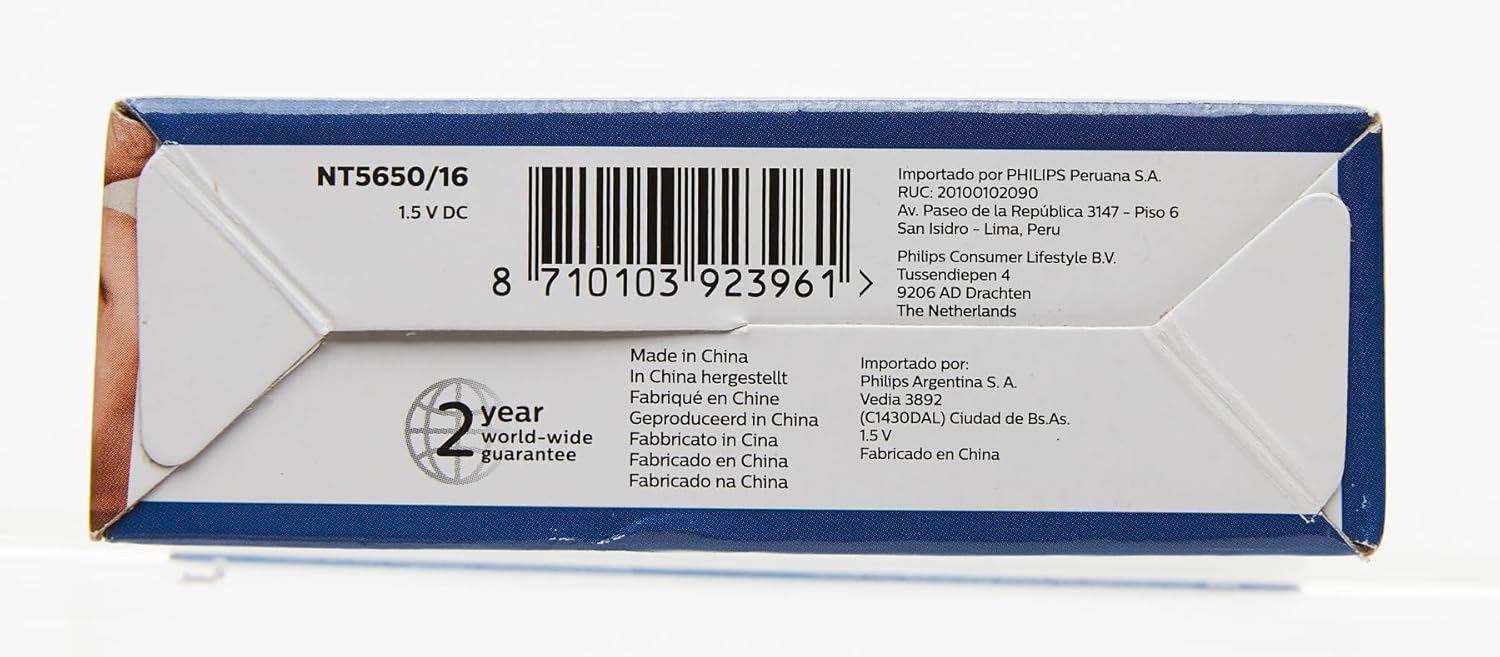 NT5650/16
1.5 V DC
8 710103 923961 >
Importado por PHILIPS Peruana S.A.
RUC: 20100102090
Av. Paseo de la República 3147 - Piso 6
San Isidro - Lima, Peru
Philips Consumer Lifestyle B.V.
Tussendiepen 4
9206 AD Drachten
The Netherlands
2 year
world-wide
guarantee
Made in China
In China hergestellt
Fabriqué en Chine
Geproduceerd in China
Fabbricato in Cina
Fabricado en China
Fabricado na China
Importado por:
Philips Argentina S. A.
Vedia 3892
(C1430DAL) Ciudad de Bs.As.
1.5 V
Fabricado en China